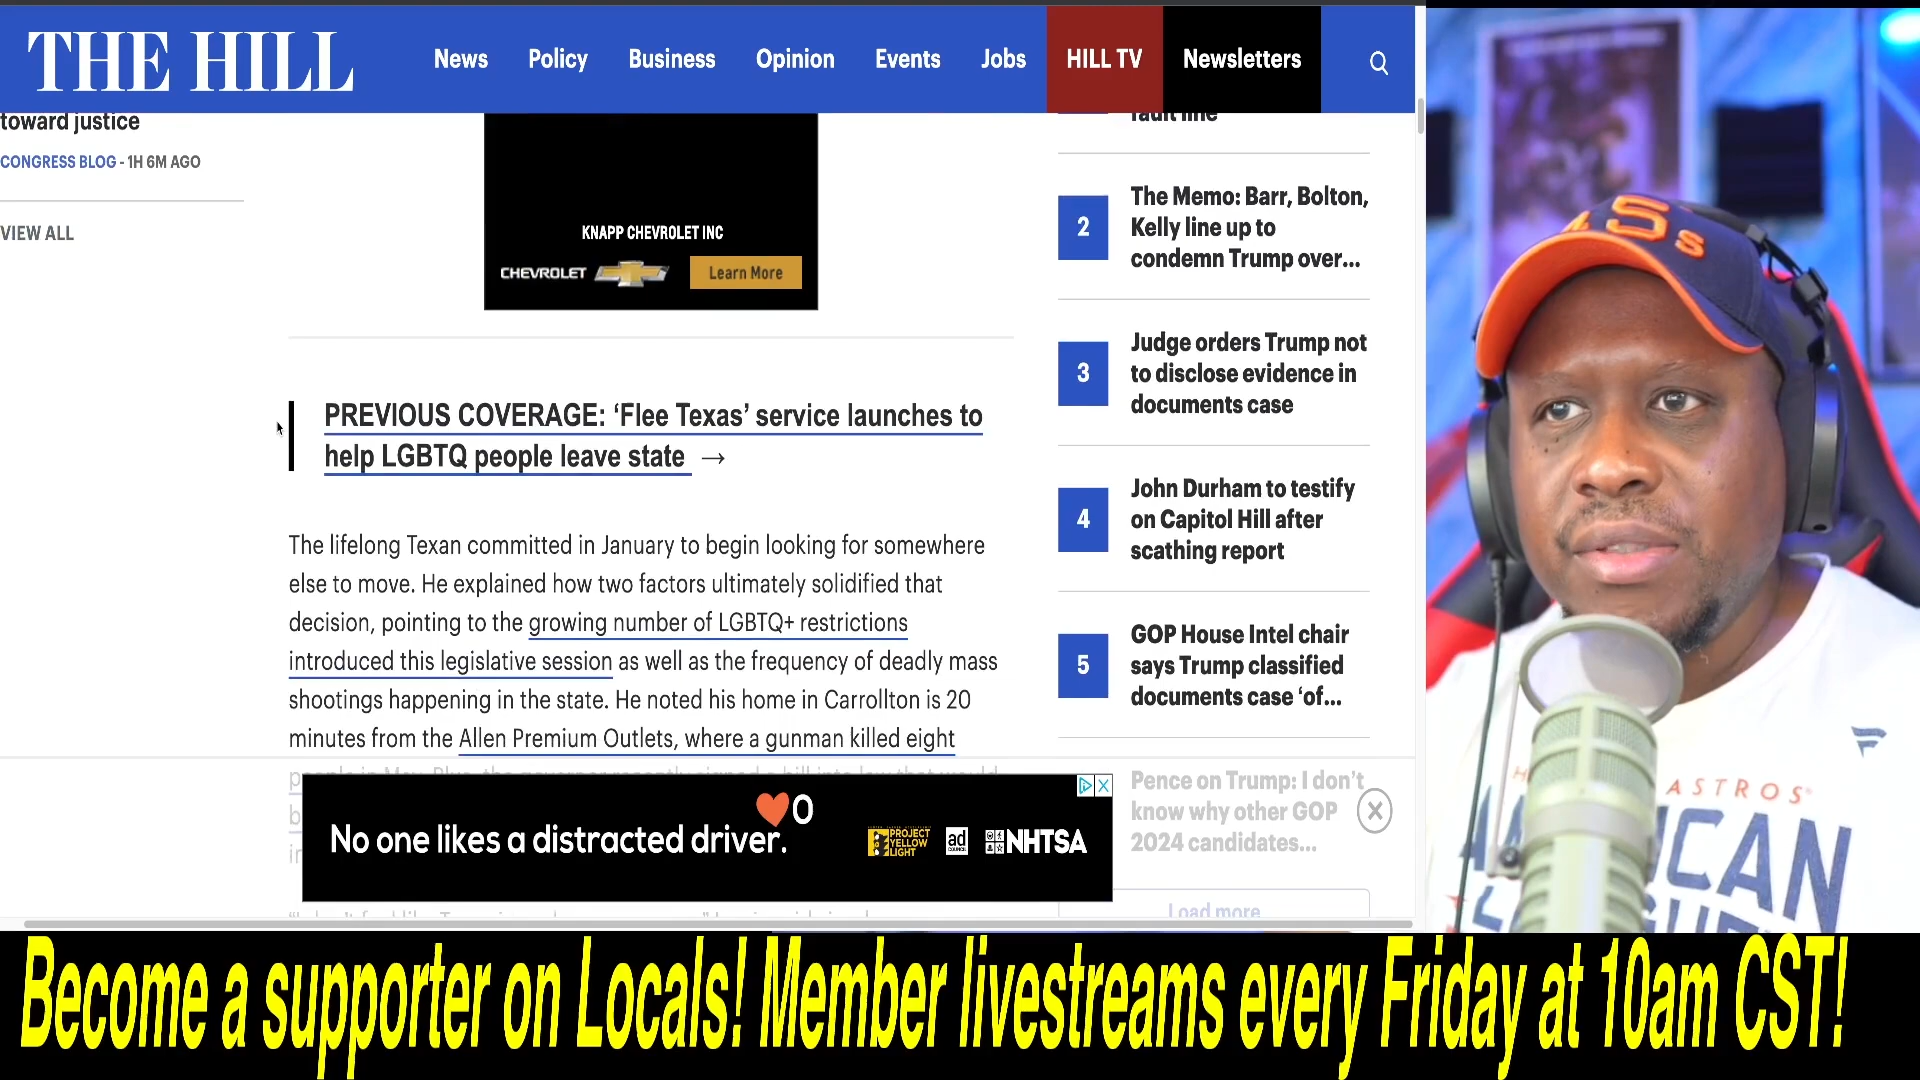 THE HILL
News
Policy
Business
Opinion
Events
Jobs
HILL TV
Newsletters
toward justice
CONGRESS BLOG - 1H 6M AGO
VIEW ALL
KNAPP CHEVROLET INC
CHEVROLET
Learn More
PREVIOUS COVERAGE: ‘Flee Texas’ service launches to
help LGBTQ people leave state →
The lifelong Texan committed in January to begin looking for somewhere
else to move. He explained how two factors ultimately solidified that
decision, pointing to the growing number of LGBTQ+ restrictions
introduced this legislative session as well as the frequency of deadly mass
shootings happening in the state. He noted his home in Carrollton is 20
minutes from the Allen Premium Outlets, where a gunman killed eight
fault line
2
The Memo: Barr, Bolton,
Kelly line up to
condemn Trump over...
3
Judge orders Trump not
to disclose evidence in
documents case
4
John Durham to testify
on Capitol Hill after
scathing report
5
GOP House Intel chair
says Trump classified
documents case ‘of...
Pence on Trump: I don’t
know why other GOP
2024 candidates...
Load more
0
No one likes a distracted driver.
PROJECT
YELLOW
LIGHT
ad
COUNCIL
NHTSA
45s
ASTROS
Become a supporter on Locals! Member livestreams every Friday at 10am CST!